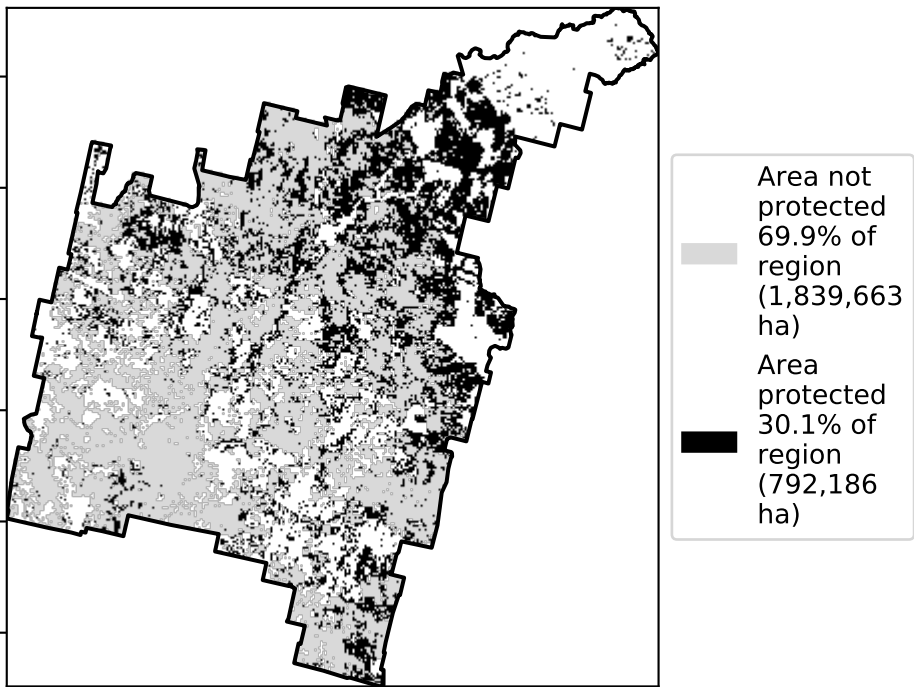 Area not
protected
69.9% of
region
(1,839,663
ha)
Area
protected
30.1% of
region
(792,186
ha)